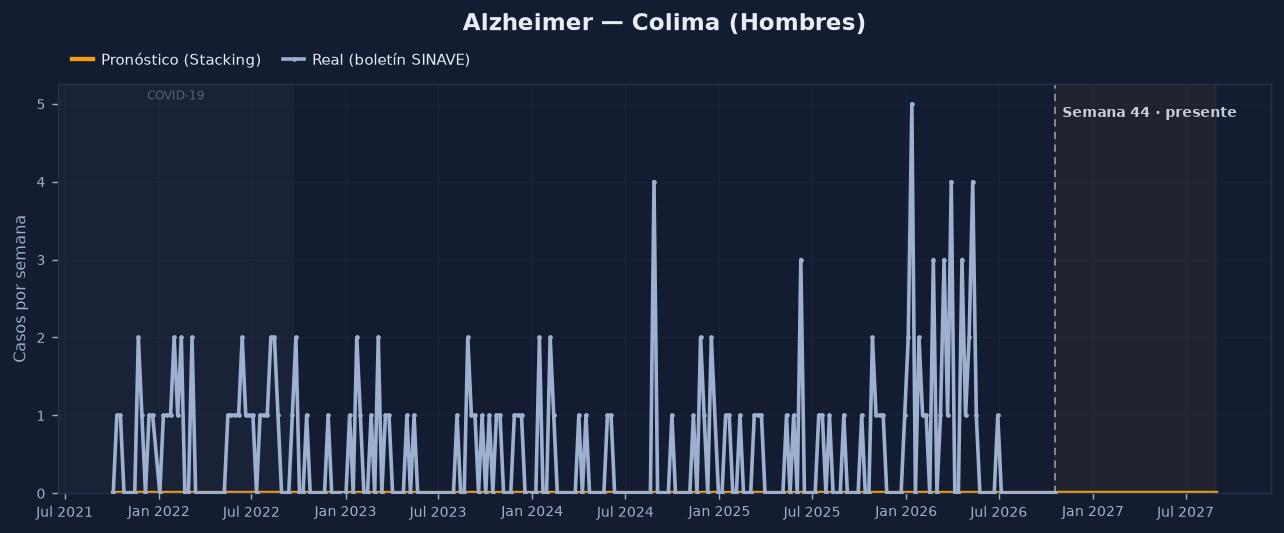 Alzheimer — Colima (Hombres)
Pronóstico (Stacking)
Real (boletín SINAVE)
COVID-19
Semana 44 · presente
Casos por semana
5
4
3
2
1
0
Jul 2021
Jan 2022
Jul 2022
Jan 2023
Jul 2023
Jan 2024
Jul 2024
Jan 2025
Jul 2025
Jan 2026
Jul 2026
Jan 2027
Jul 2027